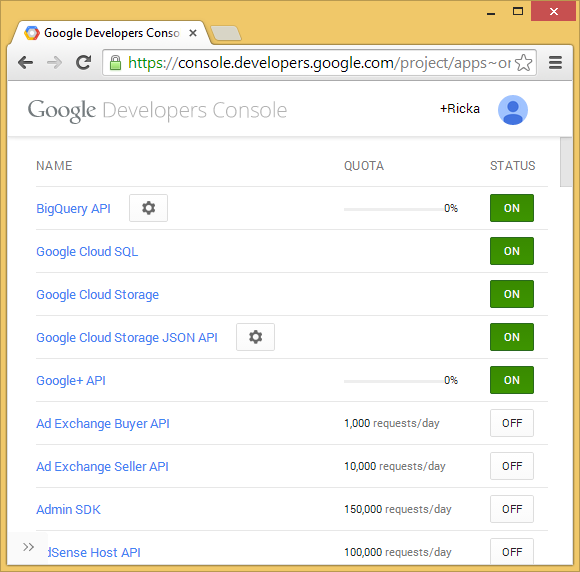 Google Developers Conso
https://console.developers.google.com/project/apps~o
Google Developers Console +Ricka
NAME QUOTA STATUS
BigQuery API 0% ON
Google Cloud SQL ON
Google Cloud Storage ON
Google Cloud Storage JSON API ON
Google+ API 0% ON
Ad Exchange Buyer API 1,000 requests/day OFF
Ad Exchange Seller API 10,000 requests/day OFF
Admin SDK 150,000 requests/day OFF
dSense Host API 100,000 requests/day OFF